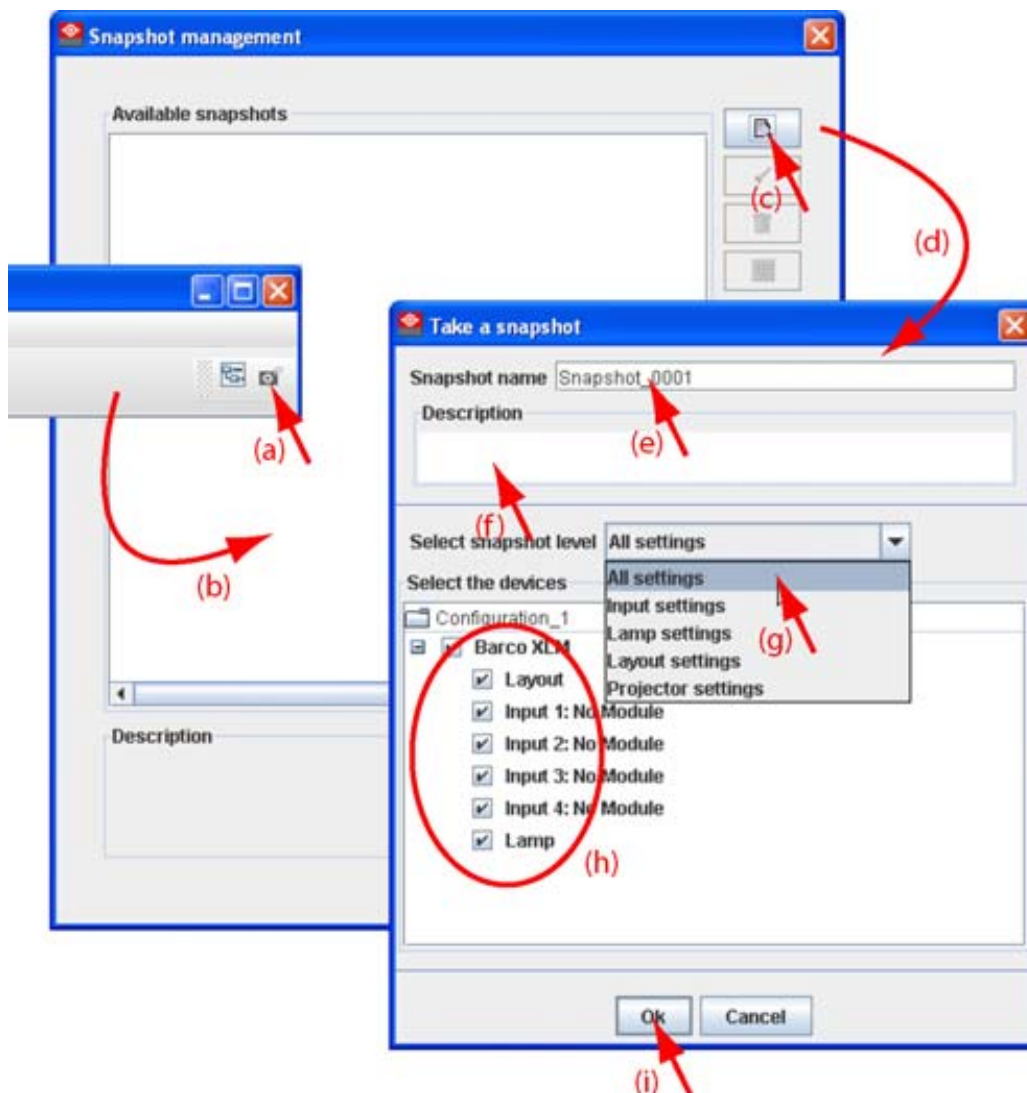 Snapshot management
Available snapshots
(c)
(d)
Take a snapshot
Snapshot name Snapshot_0001
Description
(a)
(e)
(f)
(b)
Select snapshot level All settings
All settings
Input settings
Lamp settings
Layout settings
Projector settings
(g)
Select the devices
Configuration_1
Barco XLM
Layout
Input 1: No Module
Input 2: No Module
Input 3: No Module
Input 4: No Module
Lamp
(h)
Description
Ok
Cancel
(i)